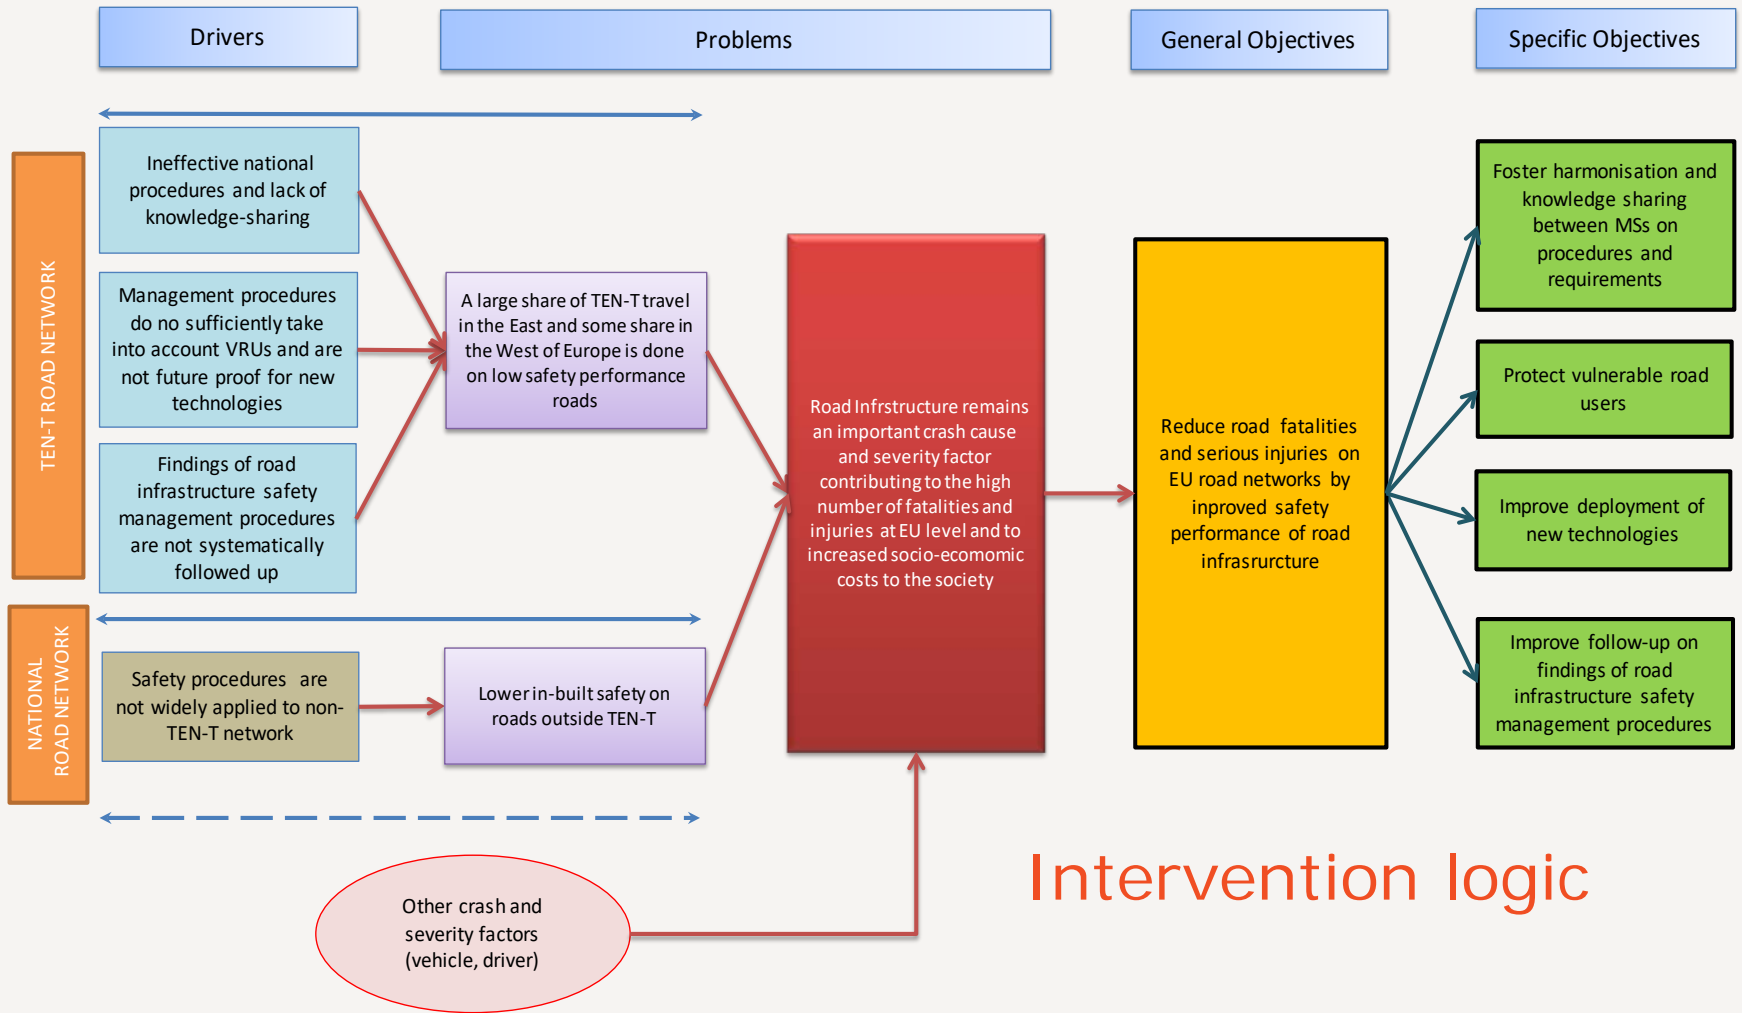 Drivers
Problems
General Objectives
Specific Objectives
TEN-T ROAD NETWORK
Ineffective national
procedures and lack of
knowledge-sharing
Management procedures
do no sufficiently take
into account VRUs and are
not future proof for new
technologies
Findings of road
infrastructure safety
management procedures
are not systematically
followed up
A large share of TEN-T travel
in the East and some share in
the West of Europe is done
on low safety performance
roads
NATIONAL
ROAD NETWORK
Safety procedures are
not widely applied to non-
TEN-T network
Lower in-built safety on
roads outside TEN-T
Road Infrstructure remains
an important crash cause
and severity factor
contributing to the high
number of fatalities and
injuries at EU level and to
increased socio-ecomomic
costs to the society
Reduce road fatalities
and serious injuries on
EU road networks by
inproved safety
performance of road
infrasrurcture
Foster harmonisation and
knowledge sharing
between MSs on
procedures and
requirements
Protect vulnerable road
users
Improve deployment of
new technologies
Improve follow-up on
findings of road
infrastructure safety
management procedures
Other crash and
severity factors
(vehicle, driver)
Intervention logic